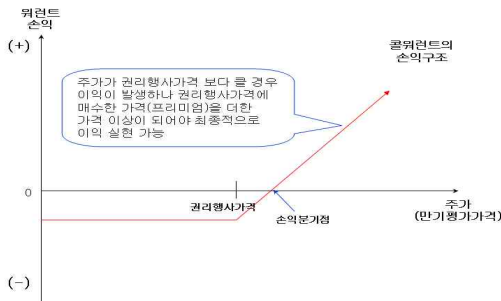 워런트
손익
(+)
콜워런트의
손익구조
주가가 권리행사가격 보다 클 경우
이익이 발생하나 권리행사가격에
매수한 가격(프리미엄)을 더한
가격 이상이 되어야 최종적으로
이익 실현 가능
0
권리행사가격
손익분기점
주가
(만기평가가격)
(−)